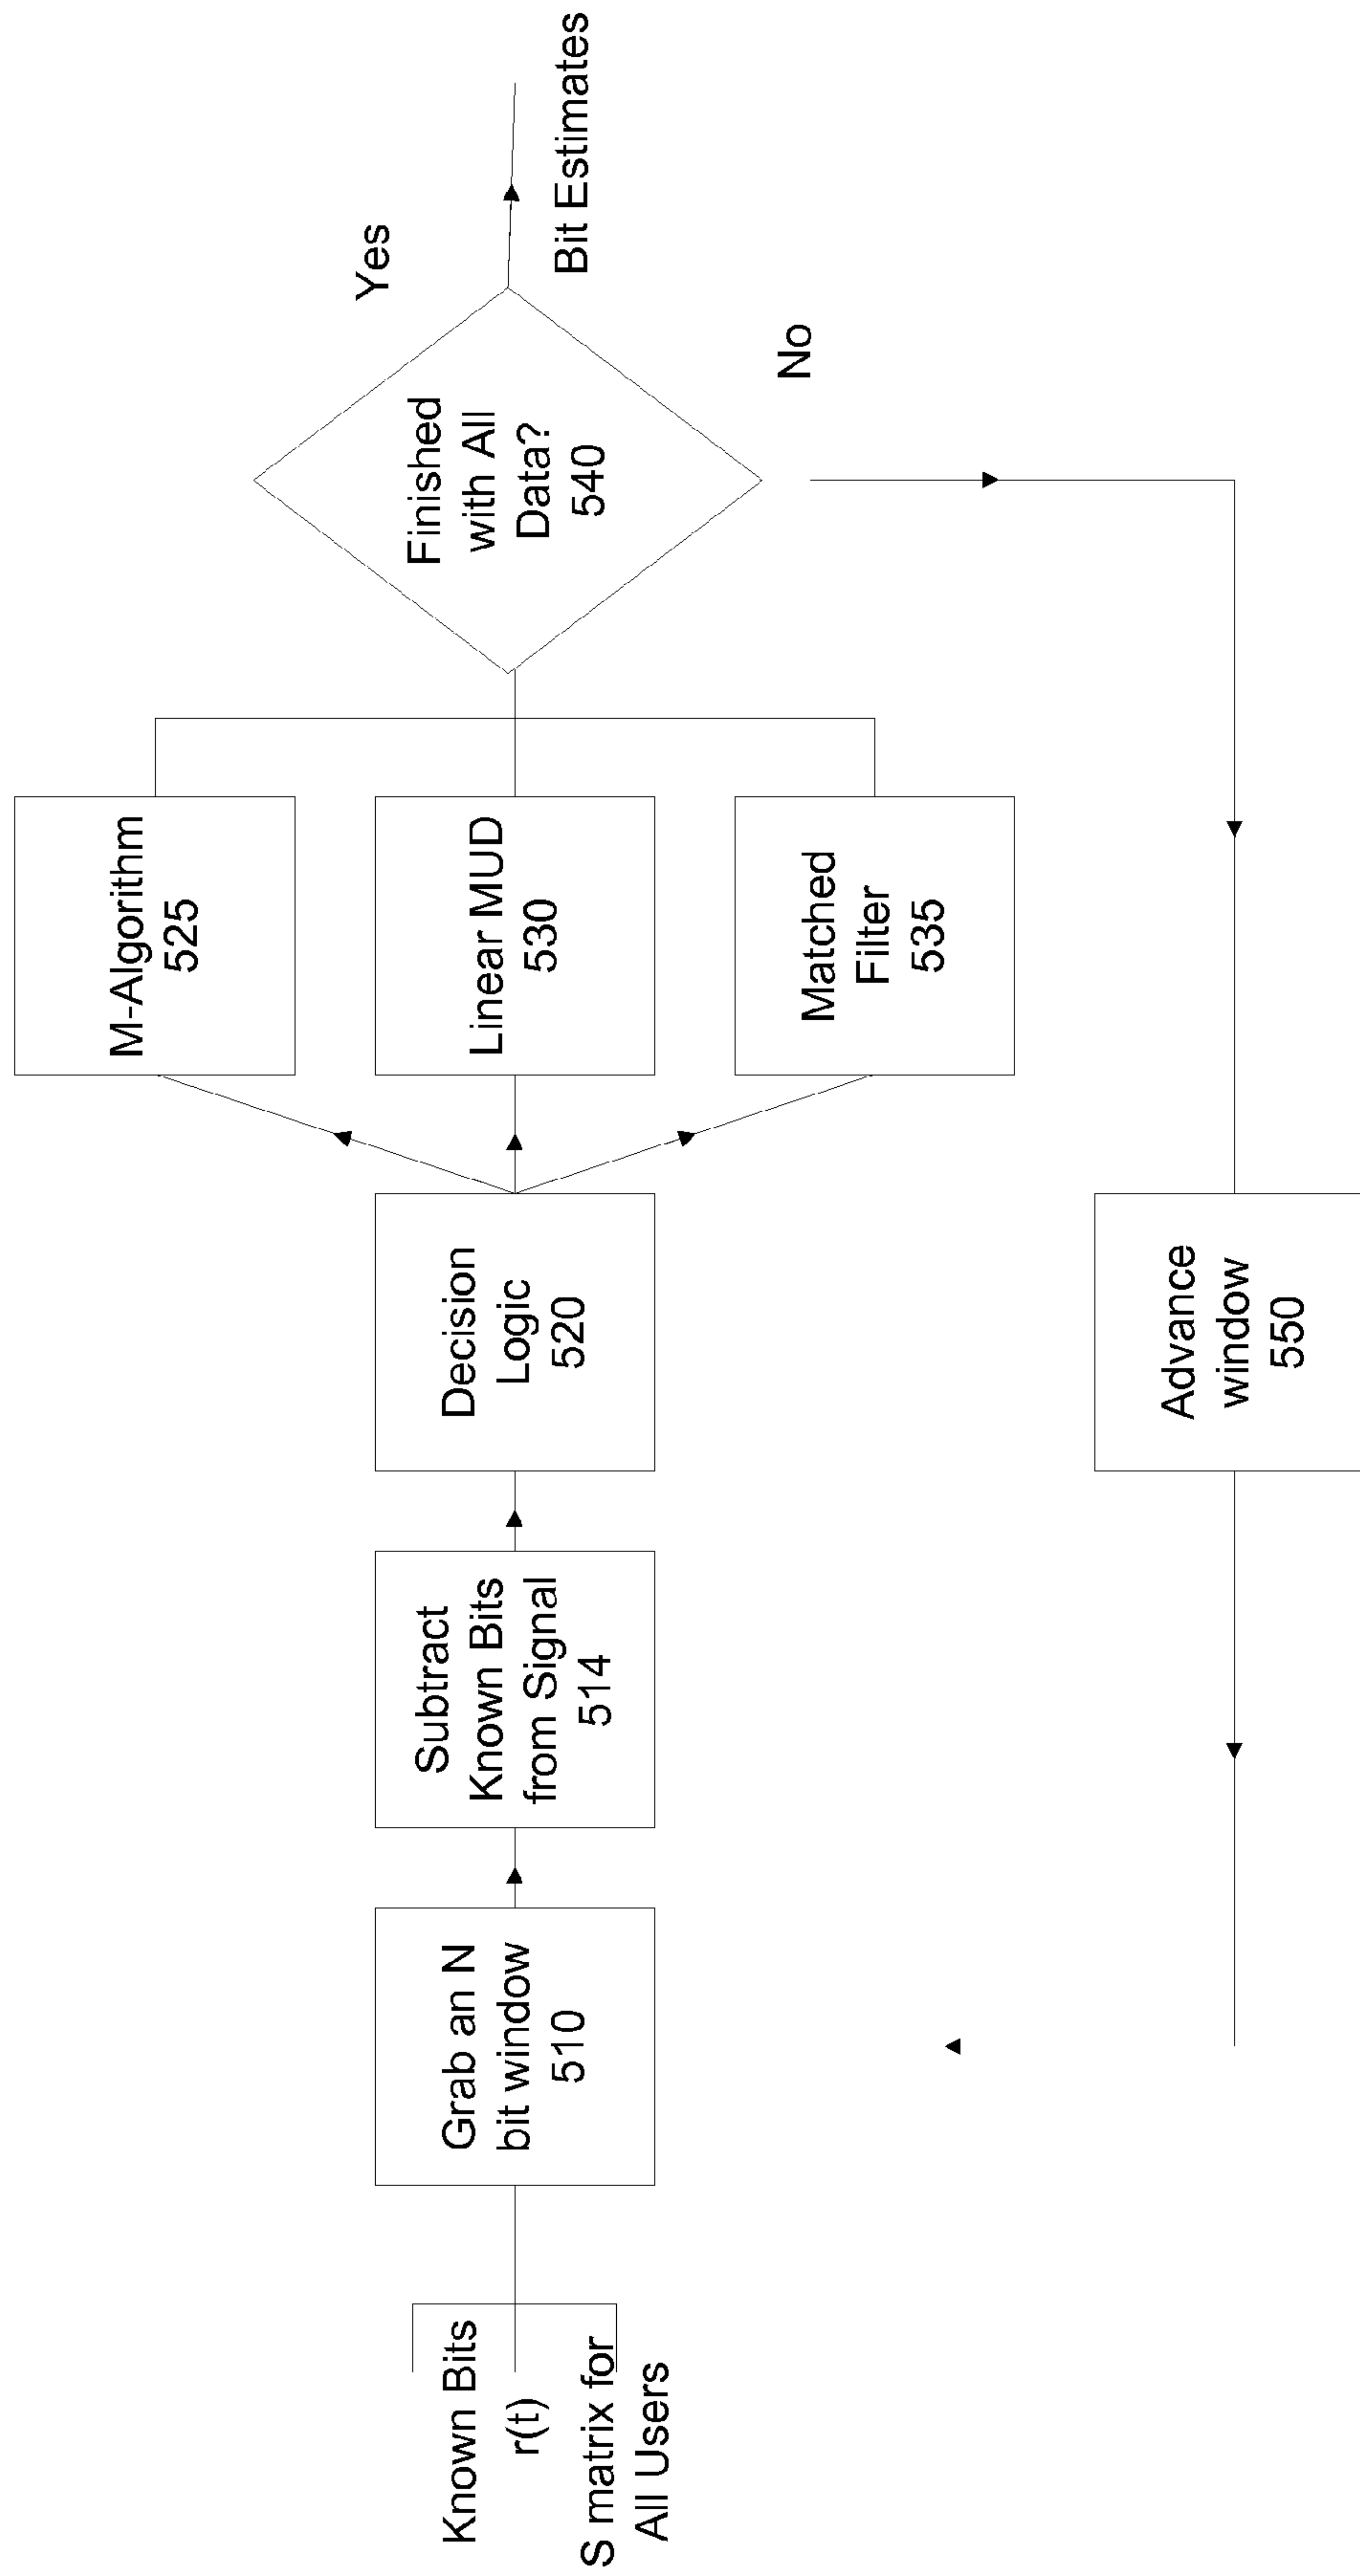 Known Bits
r(t)
S matrix for
All Users
Grab an N
bit window
510
Subtract
Known Bits
from Signal
514
Decision
Logic
520
M-Algorithm
525
Linear MUD
530
Matched
Filter
535
Finished
with All
Data?
540
Yes
Bit Estimates
No
Advance
window
550